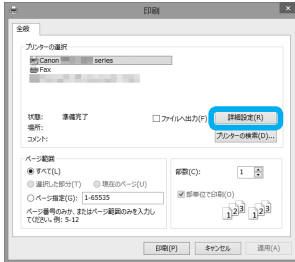 印刷
全般
プリンターの選択
Canon series
Fax
状態: 準備完了
場所:
コメント:
ファイルへ出力(F)
詳細設定(R)
プリンターの検索(D)...
ページ範囲
すべて(L)
選択した部分(T) 現在のページ(U)
ページ指定(G): 1-65535
ページ番号のみか、またはページ範囲のみを入力し
てください。例: 5-12
部数(C): 1
部単位で印刷(O)
1 2 3 1 2 3
印刷(P) キャンセル 適用(A)